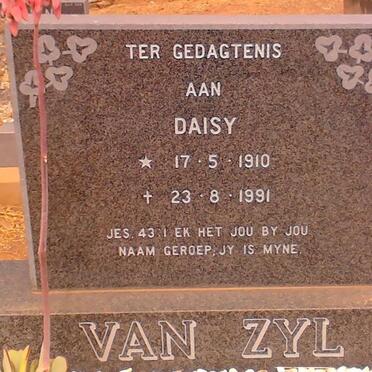 TER GEDAGTENIS
AAN
DAISY
★ 17 · 5 · 1910
✝ 23 · 8 · 1991
JES. 43:1 EK HET JOU BY JOU
NAAM GEROEP; JY IS MYNE.
VAN ZYL